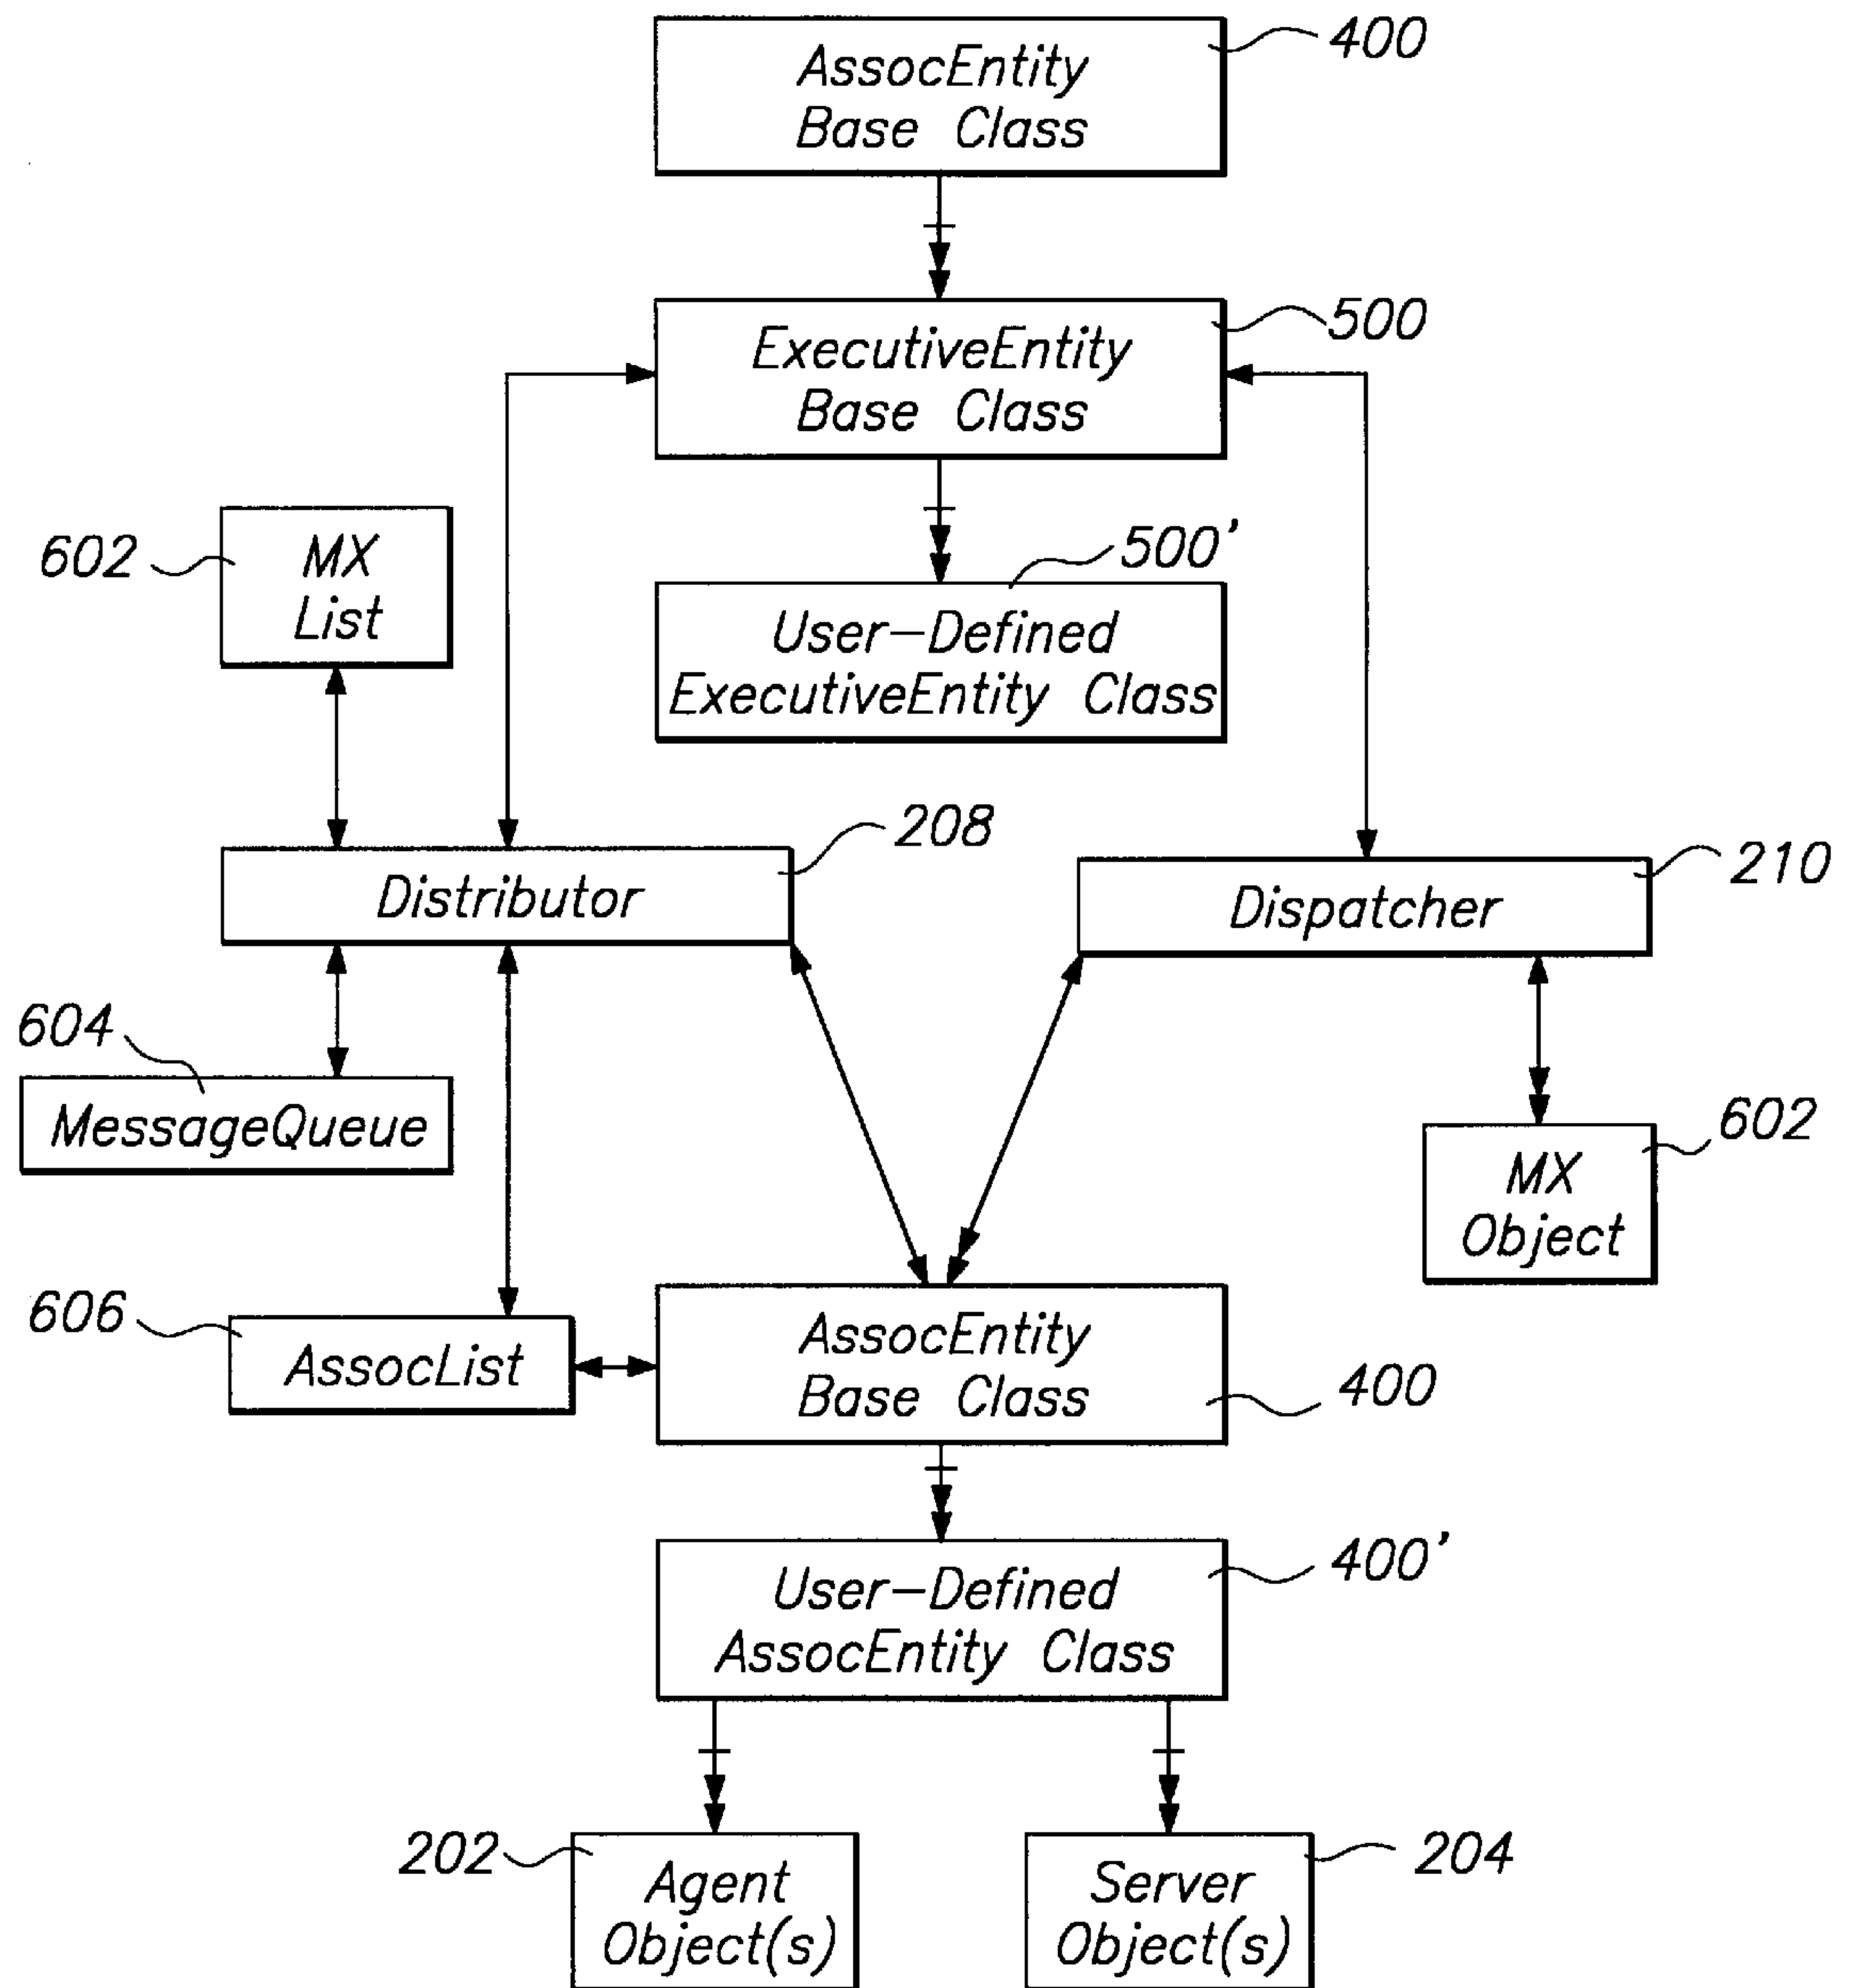 AssocEntity
Base Class
400
ExecutiveEntity
Base Class
500
MX
List
602
500'
User-Defined
ExecutiveEntity Class
208
Distributor
210
Dispatcher
604
MessageQueue
602
MX
Object
606
AssocList
AssocEntity
Base Class
400
400'
User-Defined
AssocEntity Class
202
Agent
Object(s)
204
Server
Object(s)